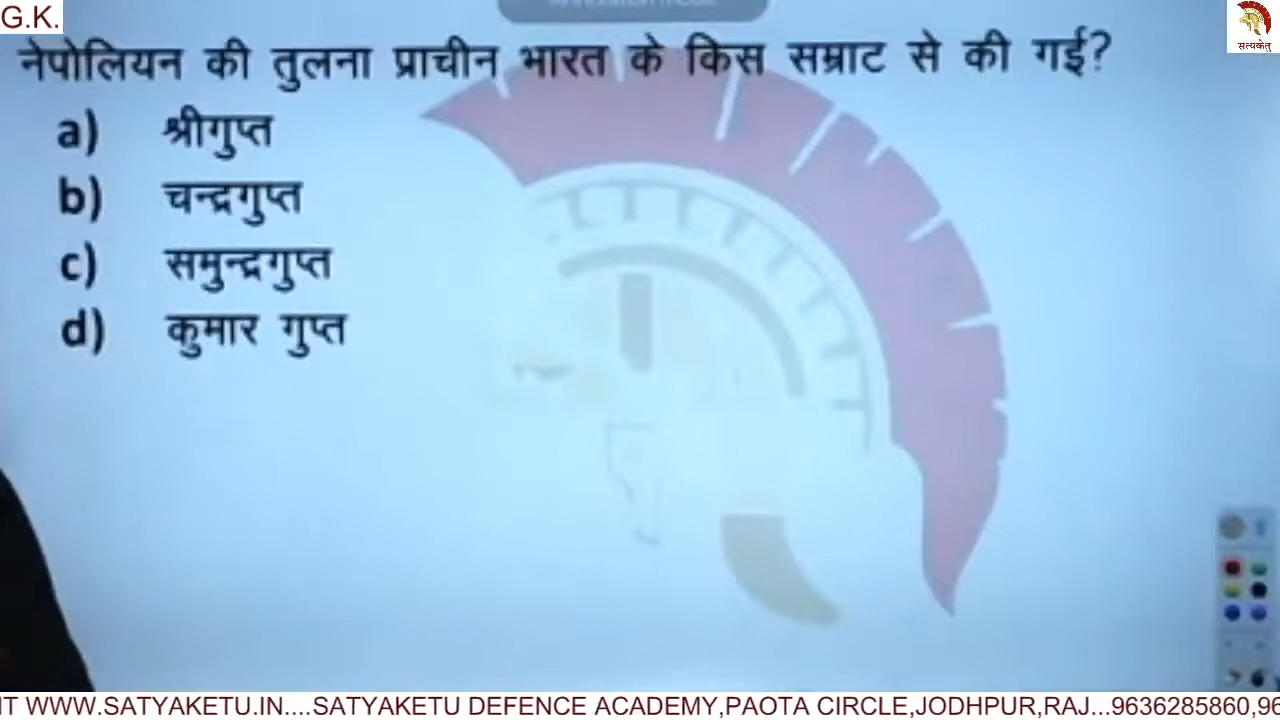 G.K.
सत्यकेतु
नेपोलियन की तुलना प्राचीन भारत के किस सम्राट से की गई?
a) श्रीगुप्त
b) चन्द्रगुप्त
c) समुन्द्रगुप्त
d) कुमार गुप्त
IT WWW.SATYAKETU.IN....SATYAKETU DEFENCE ACADEMY,PAOTA CIRCLE,JODHPUR,RAJ...9636285860,96